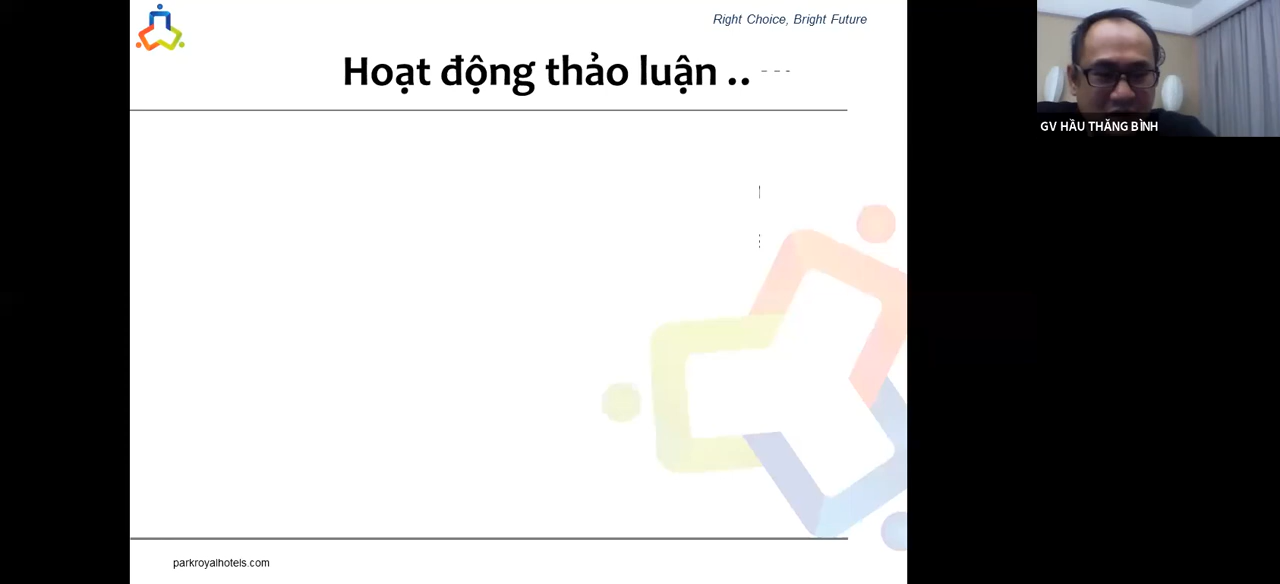 Right Choice, Bright Future
Hoạt động thảo luận ..
GV HẦU THĂNG BÌNH
parkroyalhotels.com